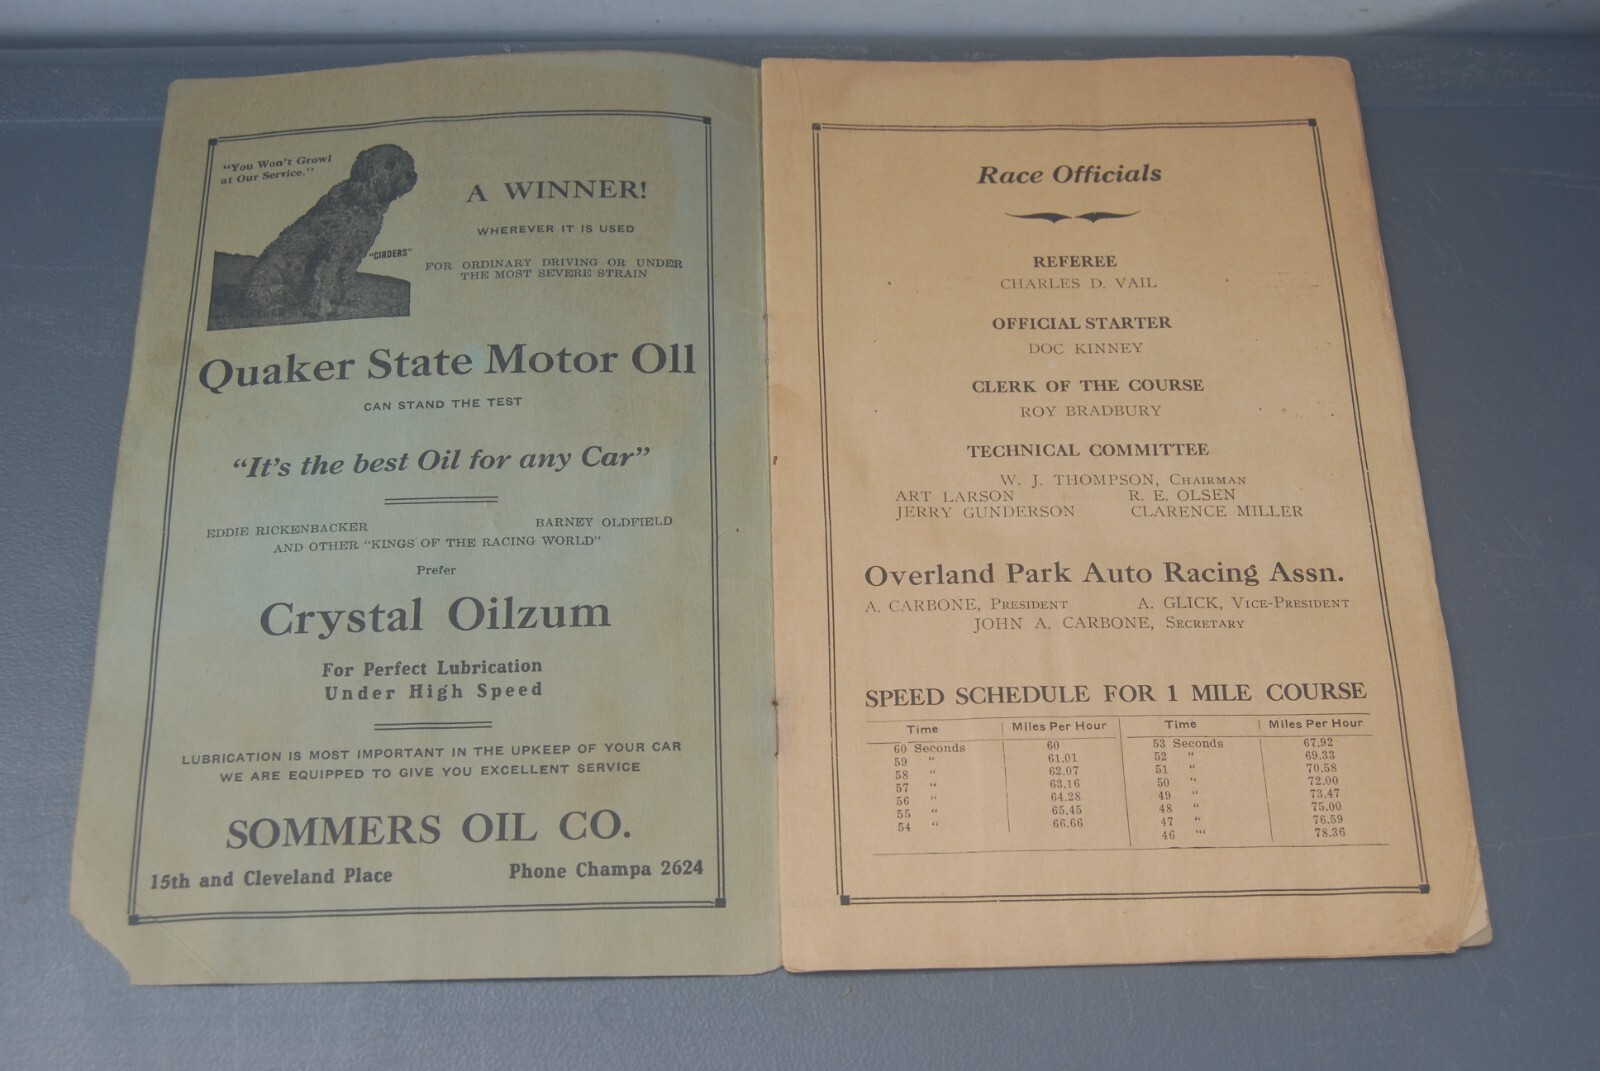 "You Won't Growl
at Our Service."
"CINDERS"
A WINNER!
WHEREVER IT IS USED
FOR ORDINARY DRIVING OR UNDER
THE MOST SEVERE STRAIN
Quaker State Motor Oil
CAN STAND THE TEST
"It's the best Oil for any Car"
EDDIE RICKENBACKER BARNEY OLDFIELD
AND OTHER "KINGS OF THE RACING WORLD"
Prefer
Crystal Oilzum
For Perfect Lubrication
Under High Speed
LUBRICATION IS MOST IMPORTANT IN THE UPKEEP OF YOUR CAR
WE ARE EQUIPPED TO GIVE YOU EXCELLENT SERVICE
SOMMERS OIL CO.
15th and Cleveland Place Phone Champa 2624
Race Officials
REFEREE
CHARLES D. VAIL
OFFICIAL STARTER
DOC KINNEY
CLERK OF THE COURSE
ROY BRADBURY
TECHNICAL COMMITTEE
W. J. THOMPSON, CHAIRMAN
ART LARSON R. E. OLSEN
JERRY GUNDERSON CLARENCE MILLER
Overland Park Auto Racing Assn.
A. CARBONE, PRESIDENT A. GLICK, VICE-PRESIDENT
JOHN A. CARBONE, SECRETARY
SPEED SCHEDULE FOR 1 MILE COURSE
Time Miles Per Hour Time Miles Per Hour
60 Seconds 60 53 Seconds 67.92
59 " 61.01 52 " 69.33
58 " 62.07 51 " 70.58
57 " 63.16 50 " 72.00
56 " 64.28 49 " 73.47
55 " 65.45 48 " 75.00
54 " 66.66 47 " 76.59
46 "' 78.36